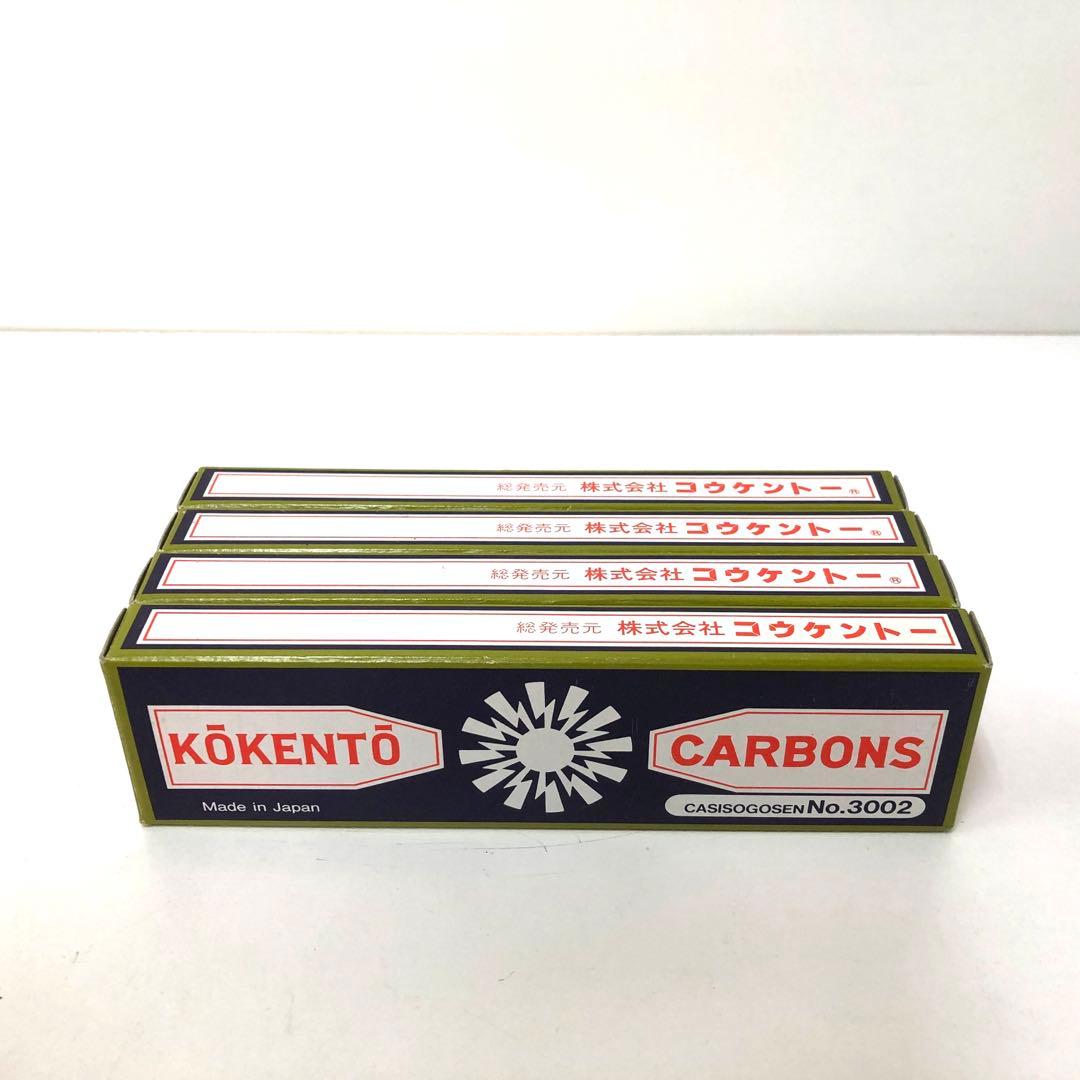 総発売元 株式会社 コウケントー®
総発売元 株式会社 コウケントー®
総発売元 株式会社 コウケントー®
総発売元 株式会社 コウケントー
KŌKENTŌ
CARBONS
Made in Japan
CASISOGOSEN No.3002